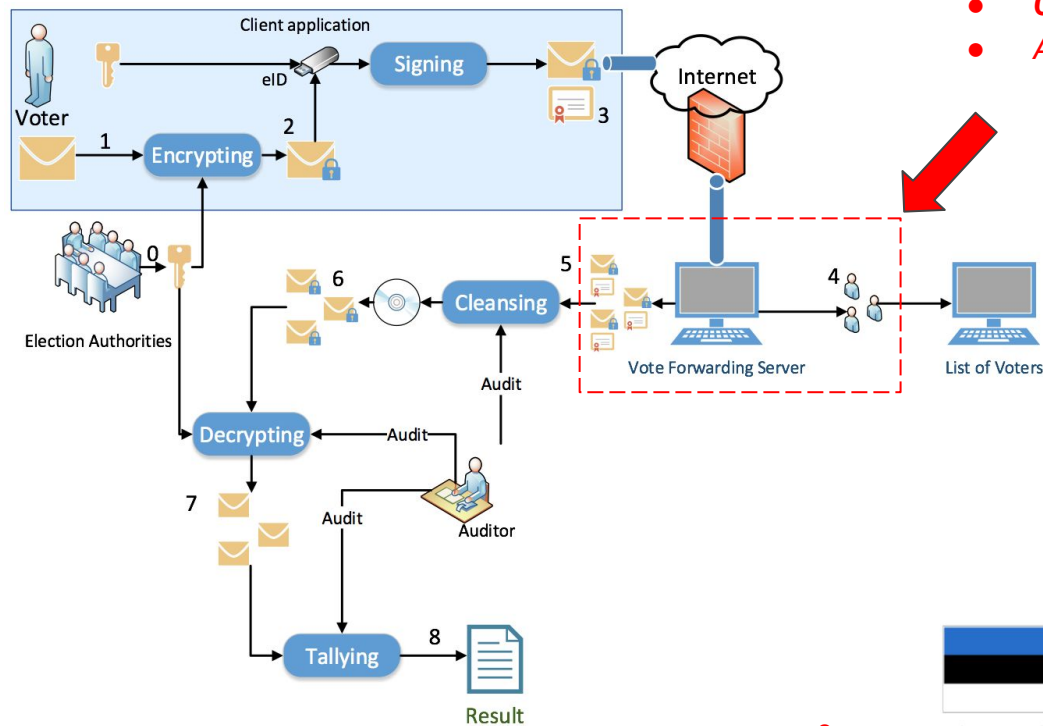 Client application
eID
Signing
Internet
Voter
1
Encrypting
2
3
0
Election Authorities
6
Cleansing
5
4
Vote Forwarding Server
List of Voters
Audit
Decrypting
Audit
7
Audit
Auditor
Tallying
8
Result